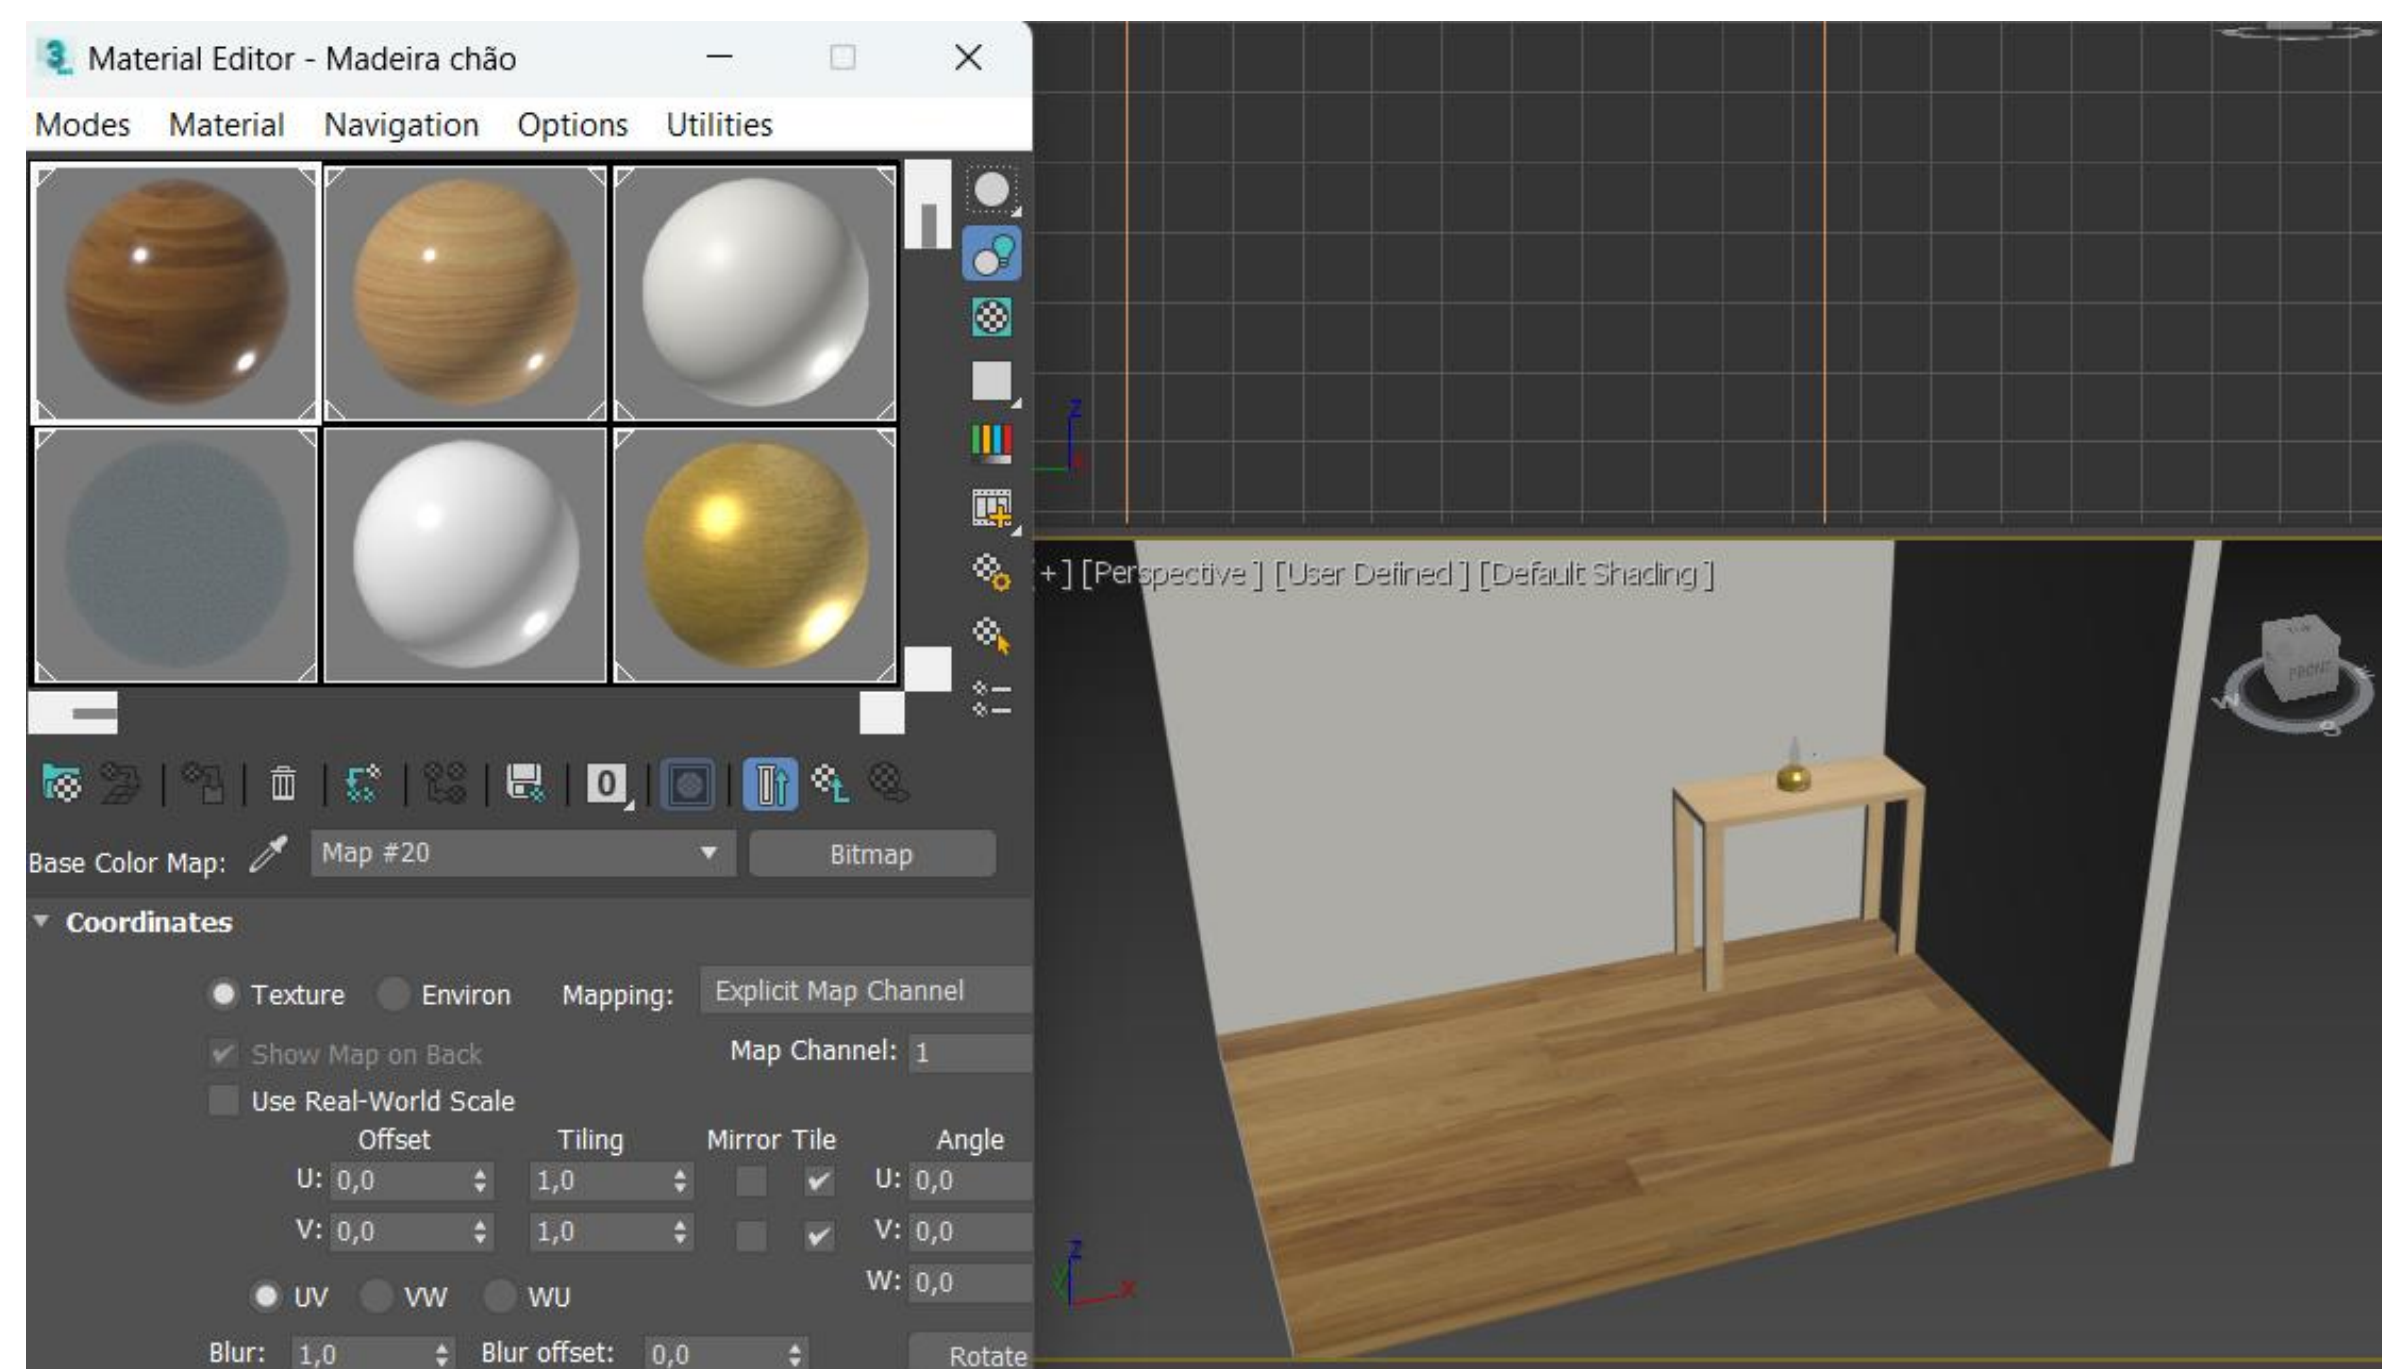 Material Editor - Madeira chão
Modes Material Navigation Options Utilities
Z
[+] [Perspective ] [User Defined ] [Default Shading ]
FRONT
W
S
0
Base Color Map: Map #20 Bitmap
Coordinates
Texture Environ Mapping: Explicit Map Channel
Show Map on Back Map Channel: 1
Use Real-World Scale
Offset Tiling Mirror Tile Angle
U: 0,0 1,0 U: 0,0
V: 0,0 1,0 V: 0,0
W: 0,0
UV VW WU
Blur: 1,0 Blur offset: 0,0 Rotate
Z
X